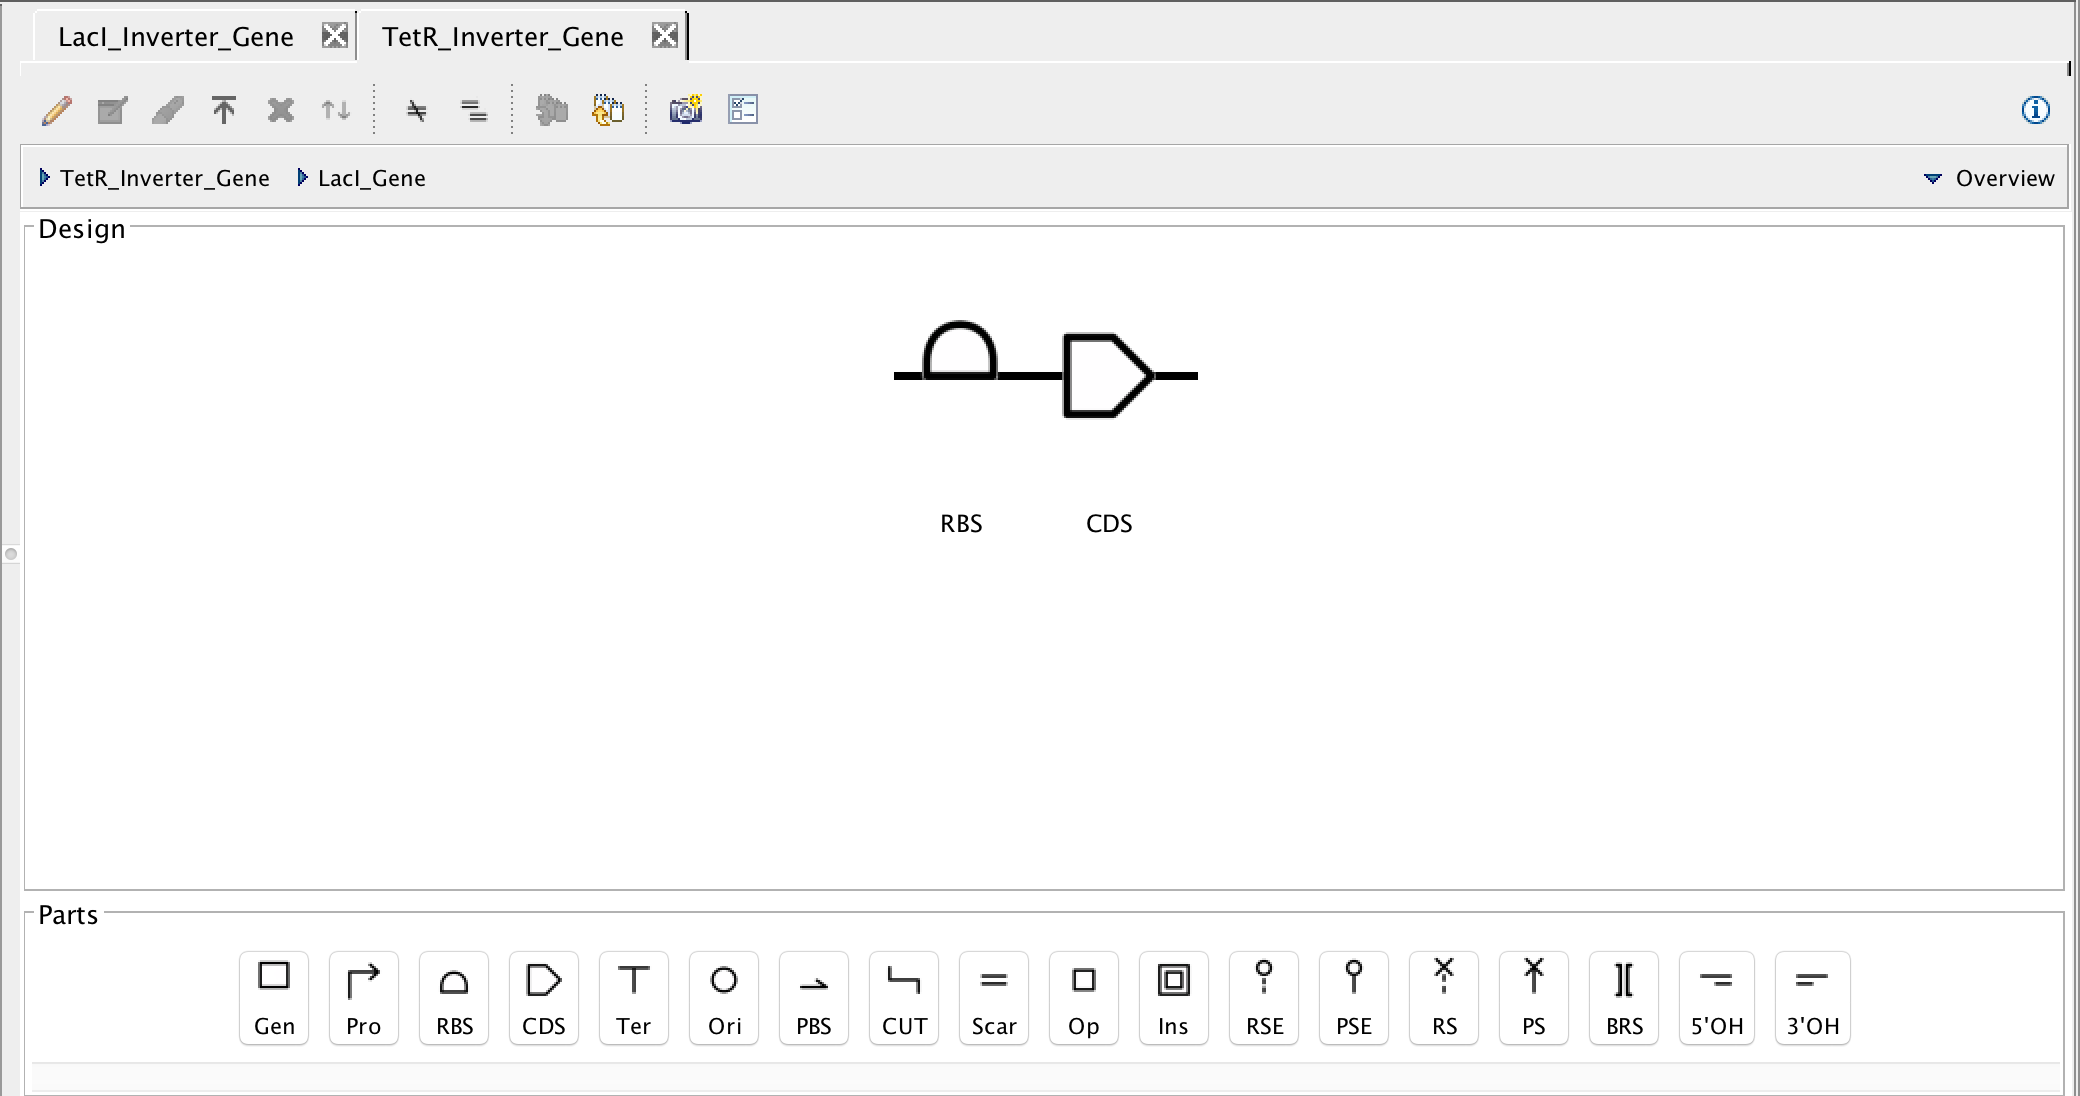 LacI_Inverter_Gene TetR_Inverter_Gene
TetR_Inverter_Gene LacI_Gene Overview
Design
RBS CDS
Parts
Gen Pro RBS CDS Ter Ori PBS CUT Scar Op Ins RSE PSE RS PS BRS 5'OH 3'OH